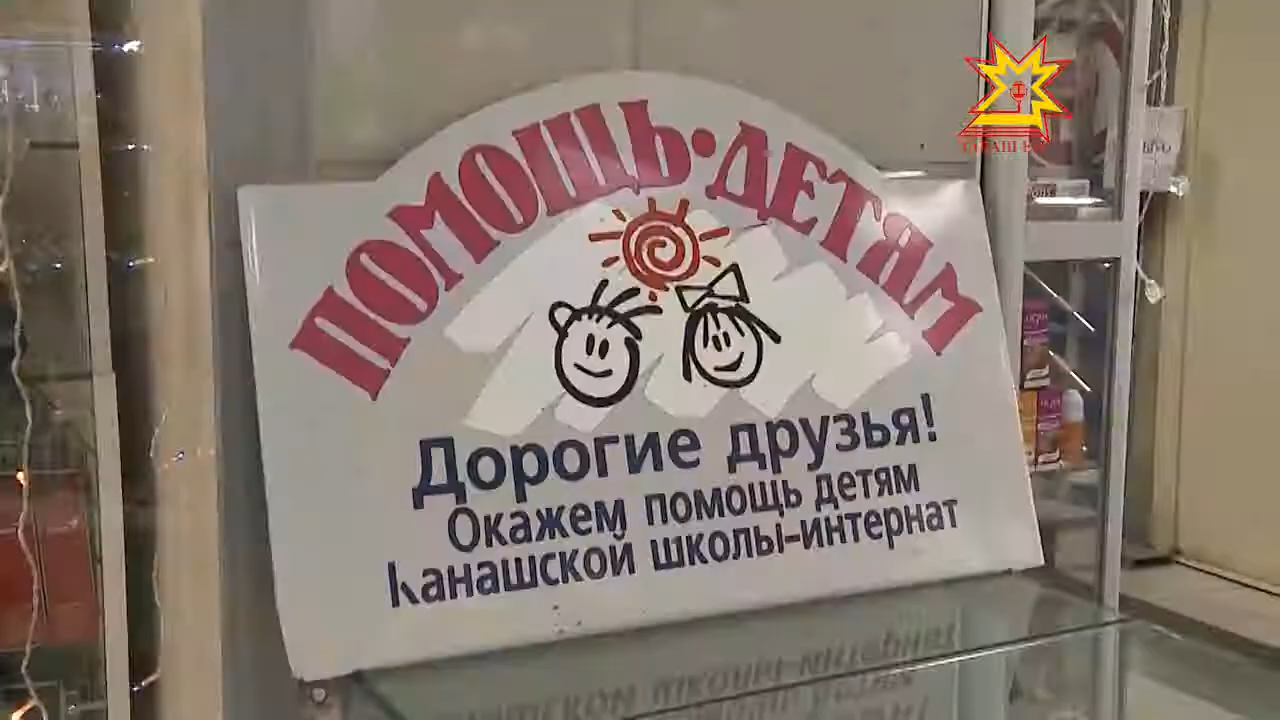 ПОМОЩЬ·ДЕТЯМ
Дорогие друзья!
Окажем помощь детям
Канашской школы-интернат